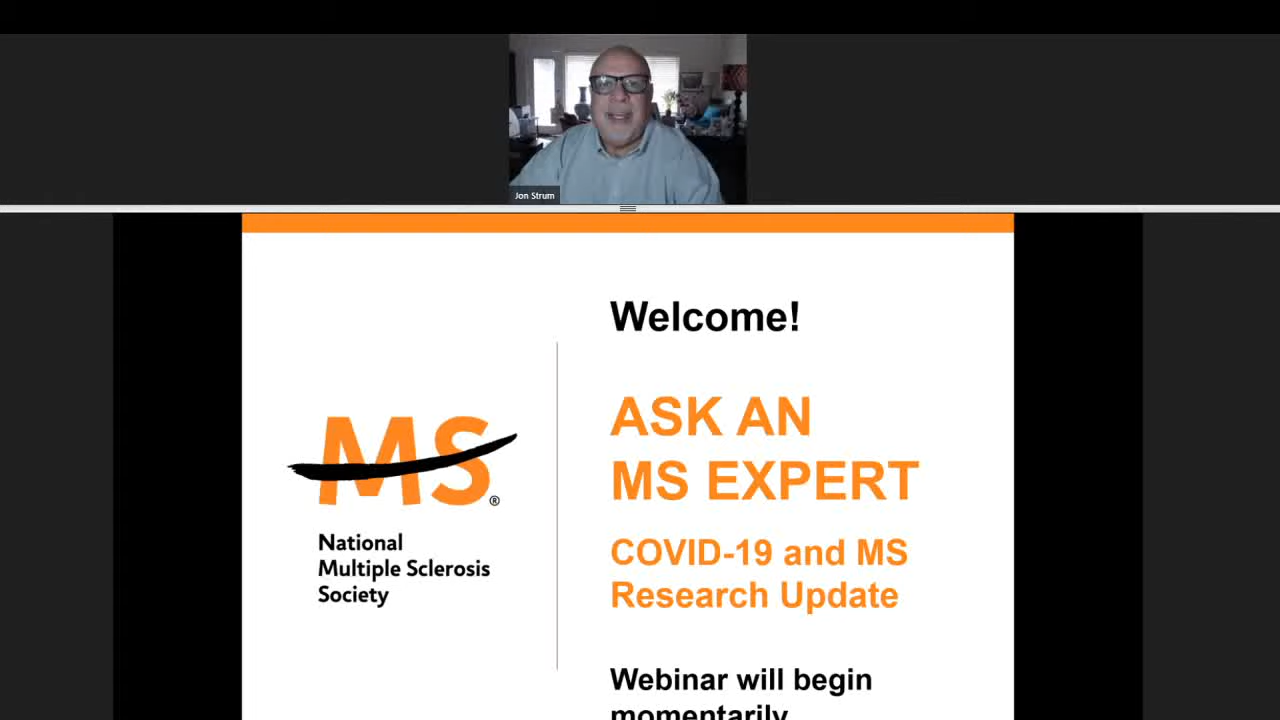 Jon Strum
Welcome!
ASK AN
MS EXPERT
COVID-19 and MS
Research Update
MS®
National
Multiple Sclerosis
Society
Webinar will begin
momentarily